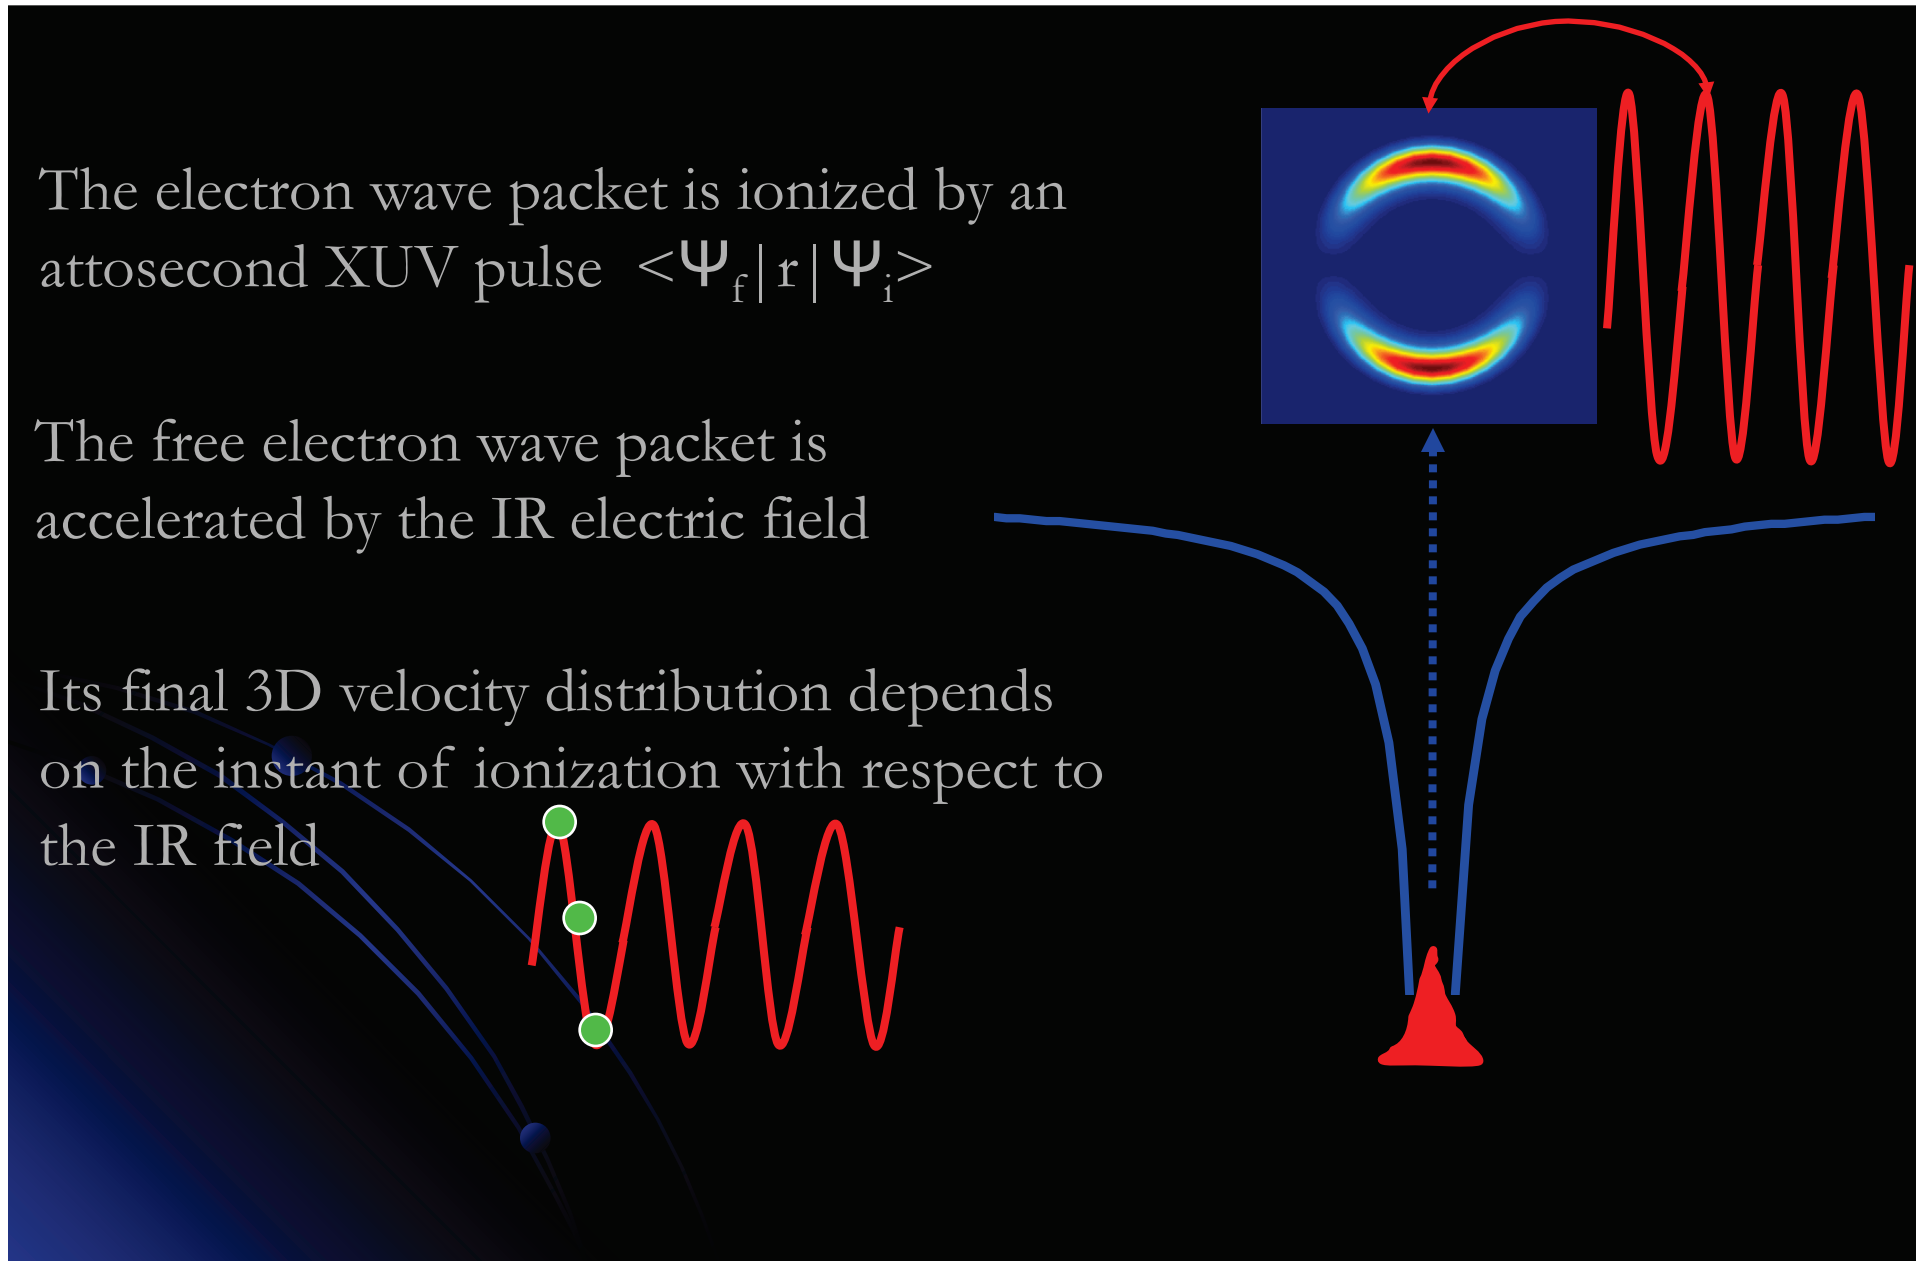 The electron wave packet is ionized by an
attosecond XUV pulse <Ψf|r|Ψi>
The free electron wave packet is
accelerated by the IR electric field
Its final 3D velocity distribution depends
on the instant of ionization with respect to
the IR field